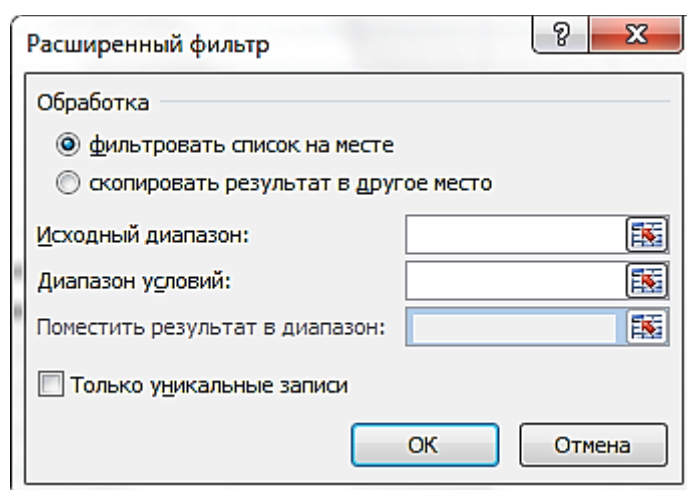 Расширенный фильтр
?
Обработка
фильтровать список на месте
скопировать результат в другое место
Исходный диапазон:
Диапазон условий:
Поместить результат в диапазон:
Только уникальные записи
ОК
Отмена